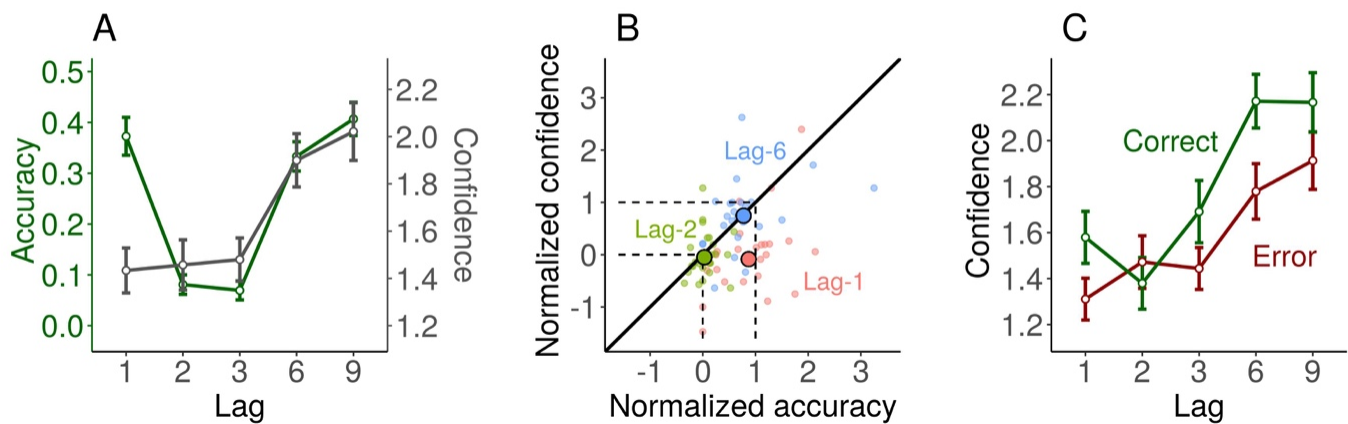 A
Accuracy
0.5
0.4
0.3
0.2
0.1
0.0
2.2
2.0
1.8
1.6
1.4
1.2
Confidence
1 2 3 6 9
Lag
B
Normalized confidence
3
2
1
0
-1
Lag-6
Lag-2
Lag-1
-1 0 1 2 3
Normalized accuracy
C
Confidence
2.2
2.0
1.8
1.6
1.4
1.2
Correct
Error
1 2 3 6 9
Lag